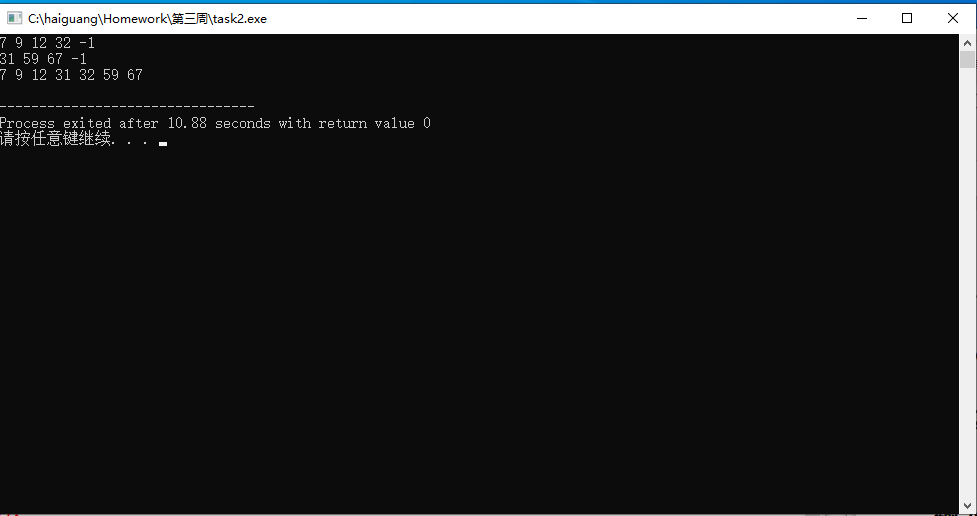 C:\haiguang\Homework\第三周\task2.exe
7 9 12 32 -1
31 59 67 -1
7 9 12 31 32 59 67
--------------------------------
Process exited after 10.88 seconds with return value 0
请按任意键继续. . .